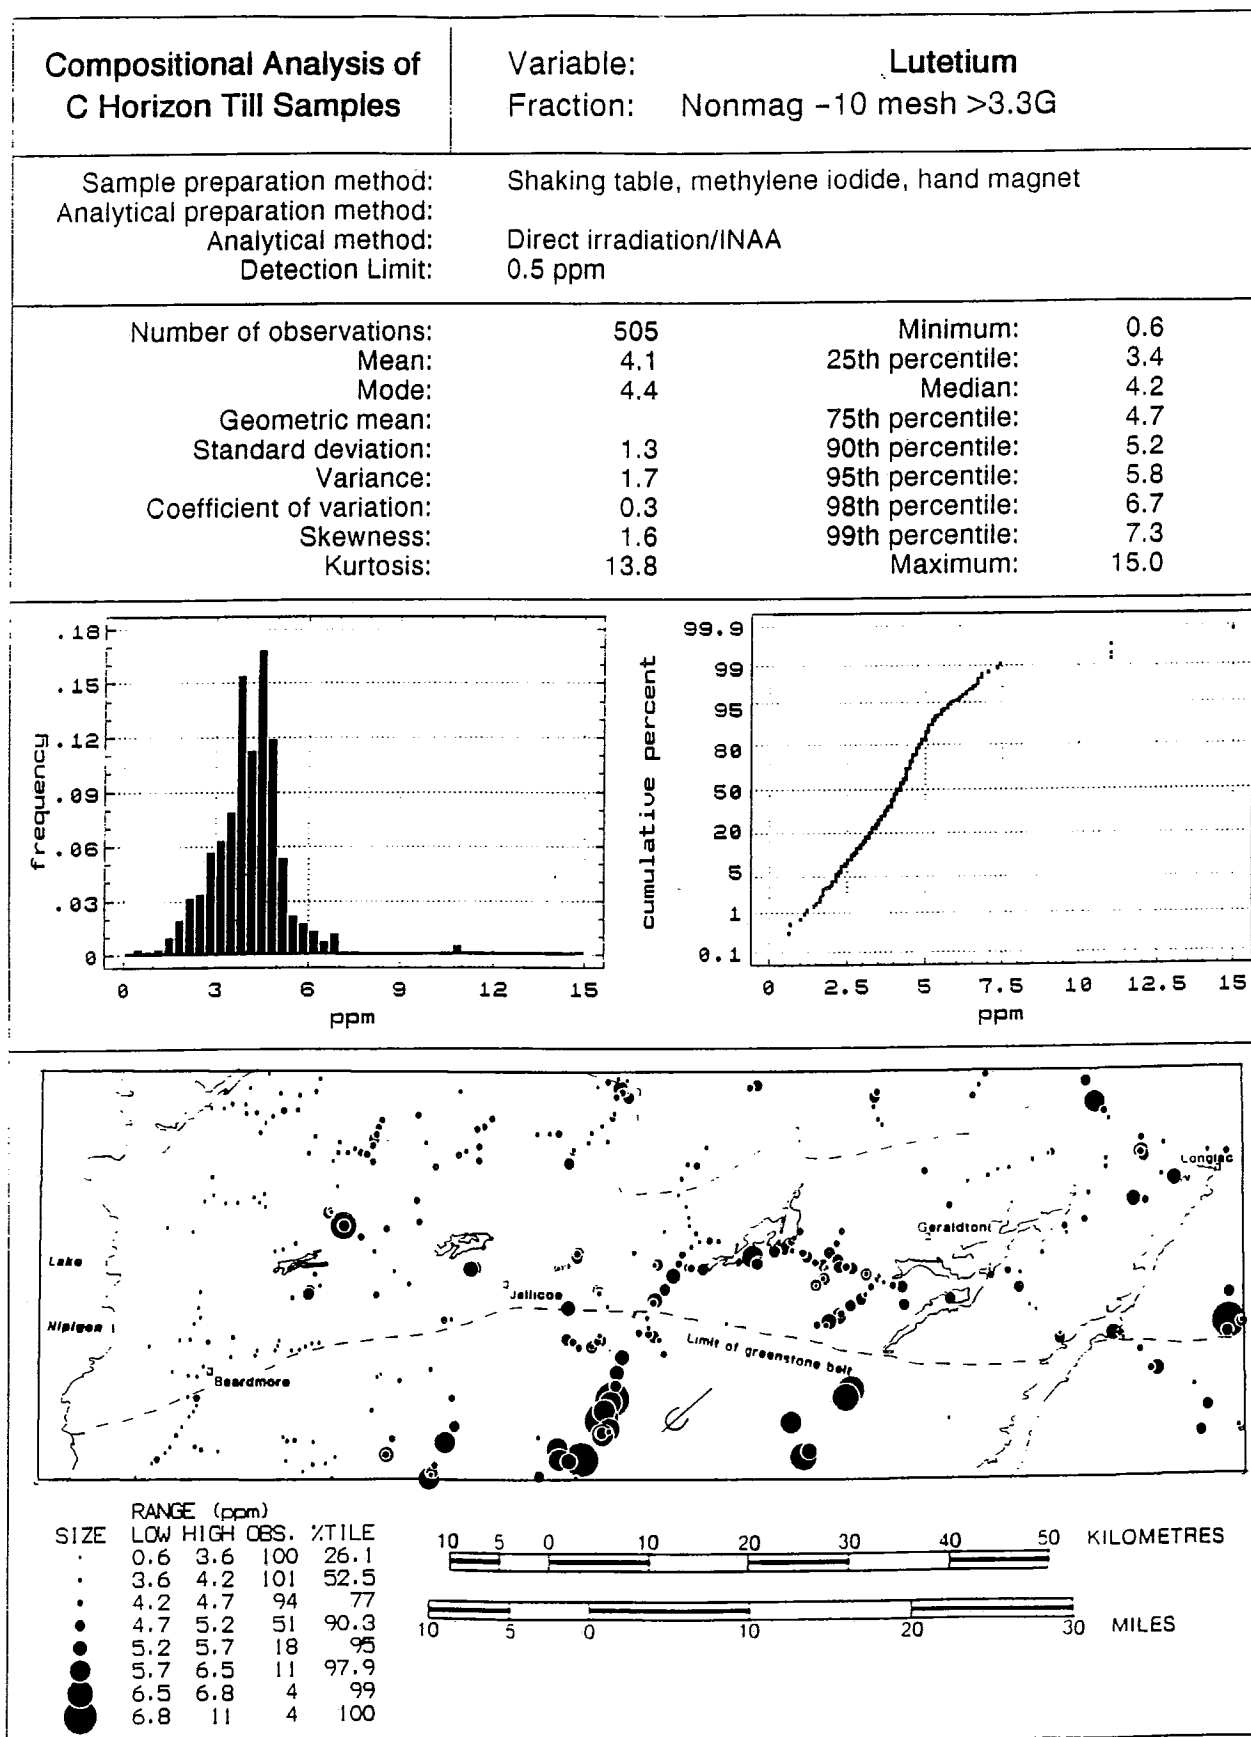 Compositional Analysis of
C Horizon Till Samples
Variable: Lutetium
Fraction: Nonmag -10 mesh >3.3G
Sample preparation method: Shaking table, methylene iodide, hand magnet
Analytical preparation method:
Analytical method: Direct irradiation/INAA
Detection Limit: 0.5 ppm
Number of observations: 505 Minimum: 0.6
Mean: 4.1 25th percentile: 3.4
Mode: 4.4 Median: 4.2
Geometric mean: 75th percentile: 4.7
Standard deviation: 1.3 90th percentile: 5.2
Variance: 1.7 95th percentile: 5.8
Coefficient of variation: 0.3 98th percentile: 6.7
Skewness: 1.6 99th percentile: 7.3
Kurtosis: 13.8 Maximum: 15.0
frequency
.18
.15
.12
.09
.06
.03
0
0 3 6 9 12 15
ppm
cumulative percent
99.9
99
95
80
50
20
5
1
0.1
0 2.5 5 7.5 10 12.5 15
ppm
Longlac
Geraldton
Lake
Nipigon
Jellicoe
Limit of greenstone belt
Beardmore
RANGE (ppm)
SIZE LOW HIGH OBS. %TILE
0.6 3.6 100 26.1
3.6 4.2 101 52.5
4.2 4.7 94 77
4.7 5.2 51 90.3
5.2 5.7 18 95
5.7 6.5 11 97.9
6.5 6.8 4 99
6.8 11 4 100
10 5 0 10 20 30 40 50 KILOMETRES
10 5 0 10 20 30 MILES